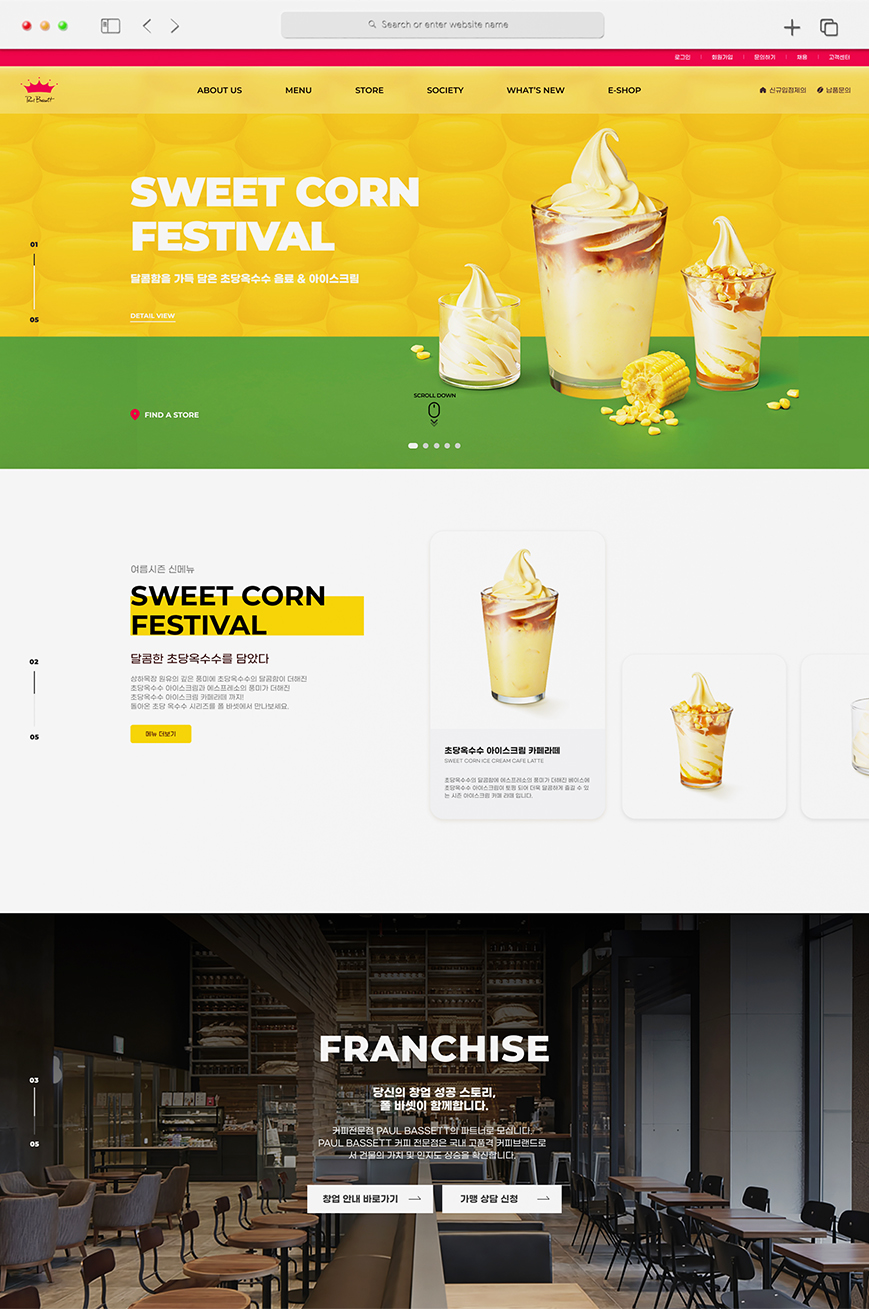 Search or enter website name
로그인 | 회원가입 | 문의하기 | 채용 | 고객센터
Paul Bassett
ABOUT US MENU STORE SOCIETY WHAT'S NEW E-SHOP
신규입점제의 납품문의
SWEET CORN
FESTIVAL
달콤함을 가득 담은 초당옥수수 음료 & 아이스크림
DETAIL VIEW
01
05
FIND A STORE
SCROLL DOWN
여름시즌 신메뉴
SWEET CORN
FESTIVAL
달콤한 초당옥수수를 담았다
상하목장 원유의 깊은 풍미에 초당옥수수의 달콤함이 더해진
초당옥수수 아이스크림과 에스프레소의 풍미가 더해진
초당옥수수 아이스크림 카페라떼 까지!
돌아온 초당 옥수수 시리즈를 폴 바셋에서 만나보세요.
메뉴 더보기
02
05
초당옥수수 아이스크림 카페라떼
SWEET CORN ICE CREAM CAFE LATTE
초당옥수수의 달콤함에 에스프레소의 풍미가 더해진 베이스에
초당옥수수 아이스크림이 토핑 되어 더욱 달콤하게 즐길 수 있
는 시즌 아이스크림 카페 라떼 입니다.
FRANCHISE
당신의 창업 성공 스토리,
폴 바셋이 함께합니다.
커피전문점 PAUL BASSETT의 파트너로 모십니다.
PAUL BASSETT 커피 전문점은 국내 고품격 커피브랜드로
서 건물의 가치 및 인지도 상승을 확신합니다.
창업 안내 바로가기
가맹 상담 신청
03
05